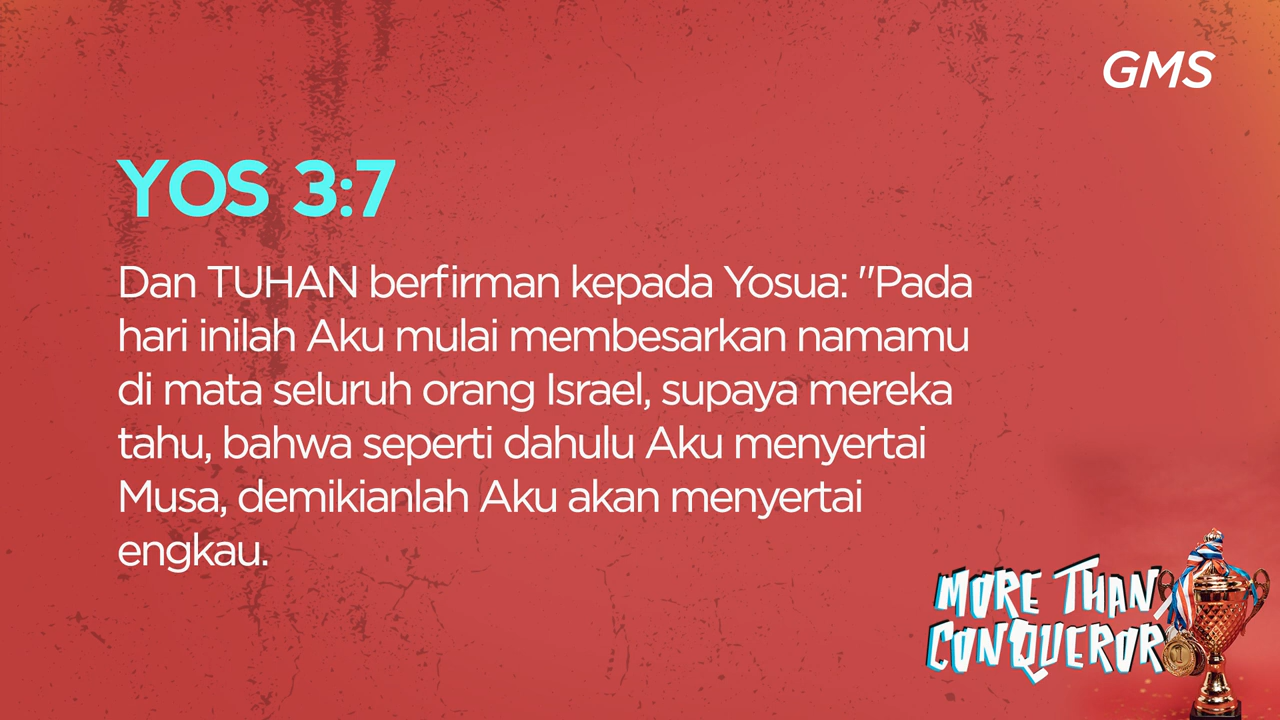 GMS
YOS 3:7
Dan TUHAN berfirman kepada Yosua: "Pada
hari inilah Aku mulai membesarkan namamu
di mata seluruh orang Israel, supaya mereka
tahu, bahwa seperti dahulu Aku menyertai
Musa, demikianlah Aku akan menyertai
engkau.
MORE THAN
CONQUEROR
1